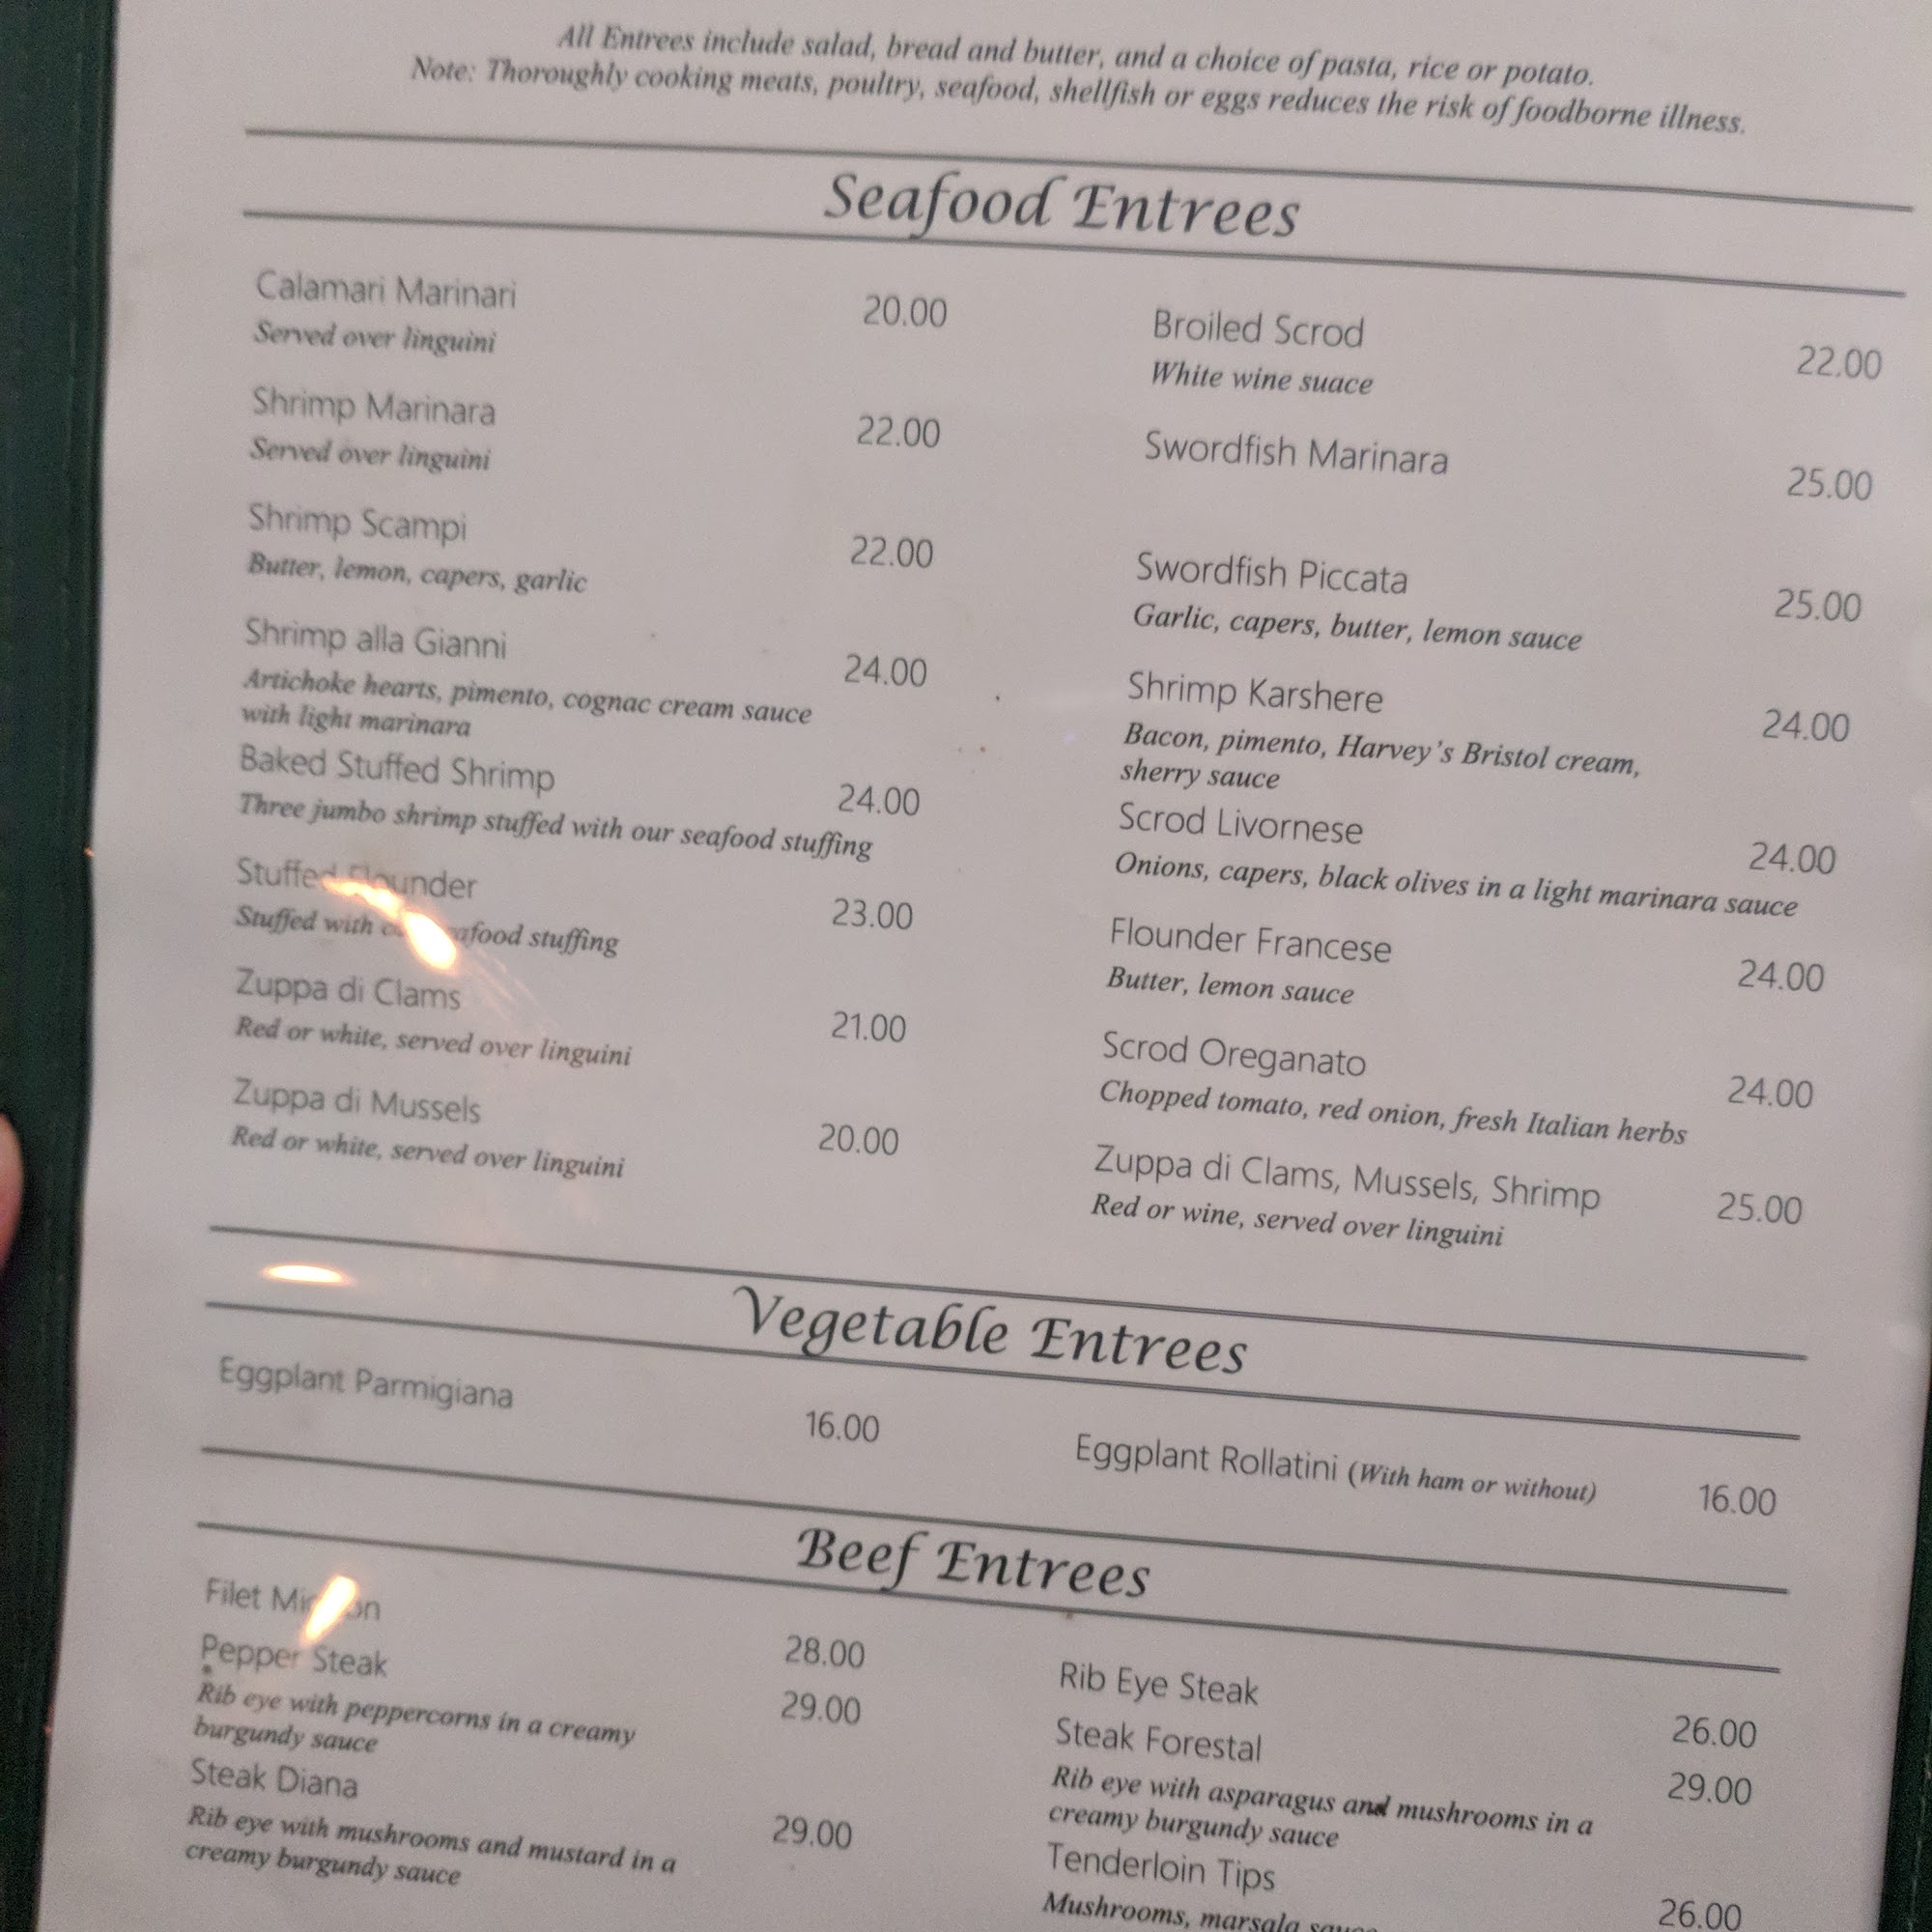 All Entrees include salad, bread and butter, and a choice of pasta, rice or potato.
Note: Thoroughly cooking meats, poultry, seafood, shellfish or eggs reduces the risk of foodborne illness.
Seafood Entrees
Calamari Marinari 20.00
Served over linguini
Shrimp Marinara 22.00
Served over linguini
Shrimp Scampi 22.00
Butter, lemon, capers, garlic
Shrimp alla Gianni 24.00
Artichoke hearts, pimento, cognac cream sauce
with light marinara
Baked Stuffed Shrimp 24.00
Three jumbo shrimp stuffed with our seafood stuffing
Stuffed Flounder 23.00
Stuffed with stuffing
Zuppa di Clams 21.00
Red or white, served over linguini
Zuppa di Mussels 20.00
Red or white, served over linguini
Broiled Scrod 22.00
White wine suace
Swordfish Marinara 25.00
Swordfish Piccata 25.00
Garlic, capers, butter, lemon sauce
Shrimp Karshere 24.00
Bacon, pimento, Harvey's Bristol cream,
sherry sauce
Scrod Livornese 24.00
Onions, capers, black olives in a light marinara sauce
Flounder Francese 24.00
Butter, lemon sauce
Scrod Oreganato 24.00
Chopped tomato, red onion, fresh Italian herbs
Zuppa di Clams, Mussels, Shrimp 25.00
Red or wine, served over linguini
Vegetable Entrees
Eggplant Parmigiana 16.00
Eggplant Rollatini (With ham or without) 16.00
Beef Entrees
Filet Mignon 28.00
Pepper Steak 29.00
Rib eye with peppercorns in a creamy
burgundy sauce
Steak Diana 29.00
Rib eye with mushrooms and mustard in a
creamy burgundy sauce
Rib Eye Steak 26.00
Steak Forestal 29.00
Rib eye with asparagus and mushrooms in a
creamy burgundy sauce
Tenderloin Tips 26.00
Mushrooms, marsala sauce